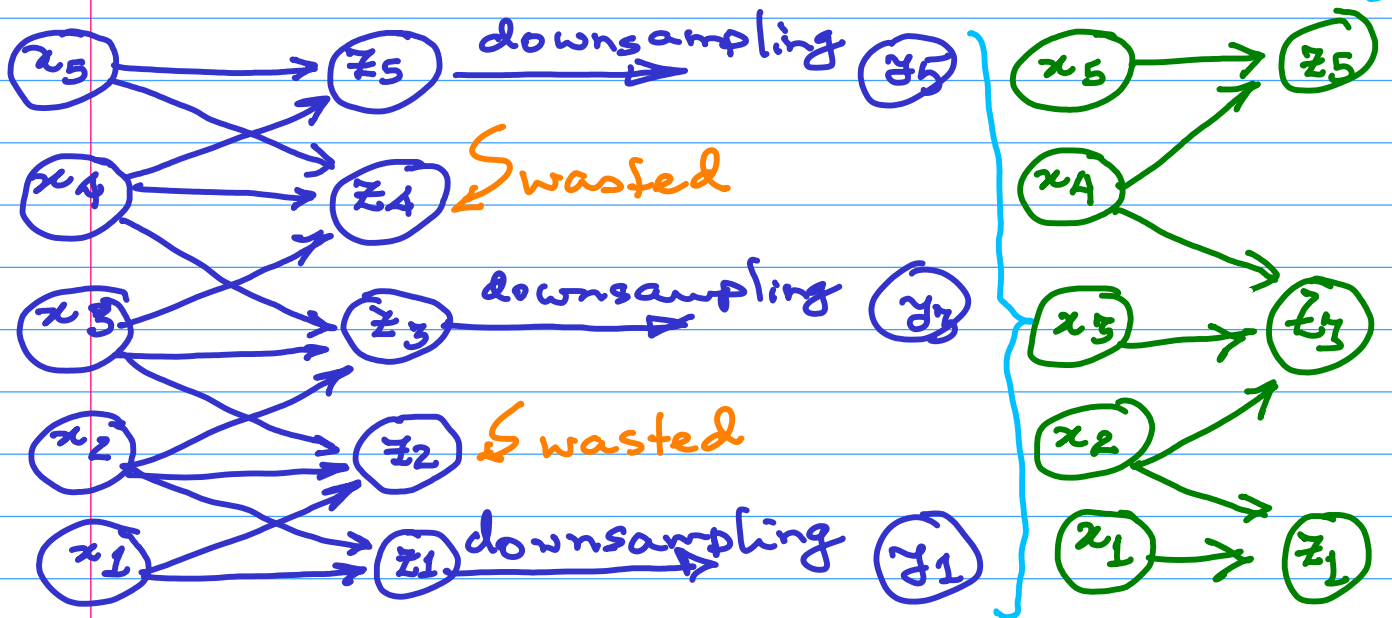 x5 z5 downsampling y5 x5 z5
x4 z4 wasted x4
x3 z3 downsampling y3 x3 z3
x2 z2 wasted x2
x1 z1 downsampling y1 x1 z1